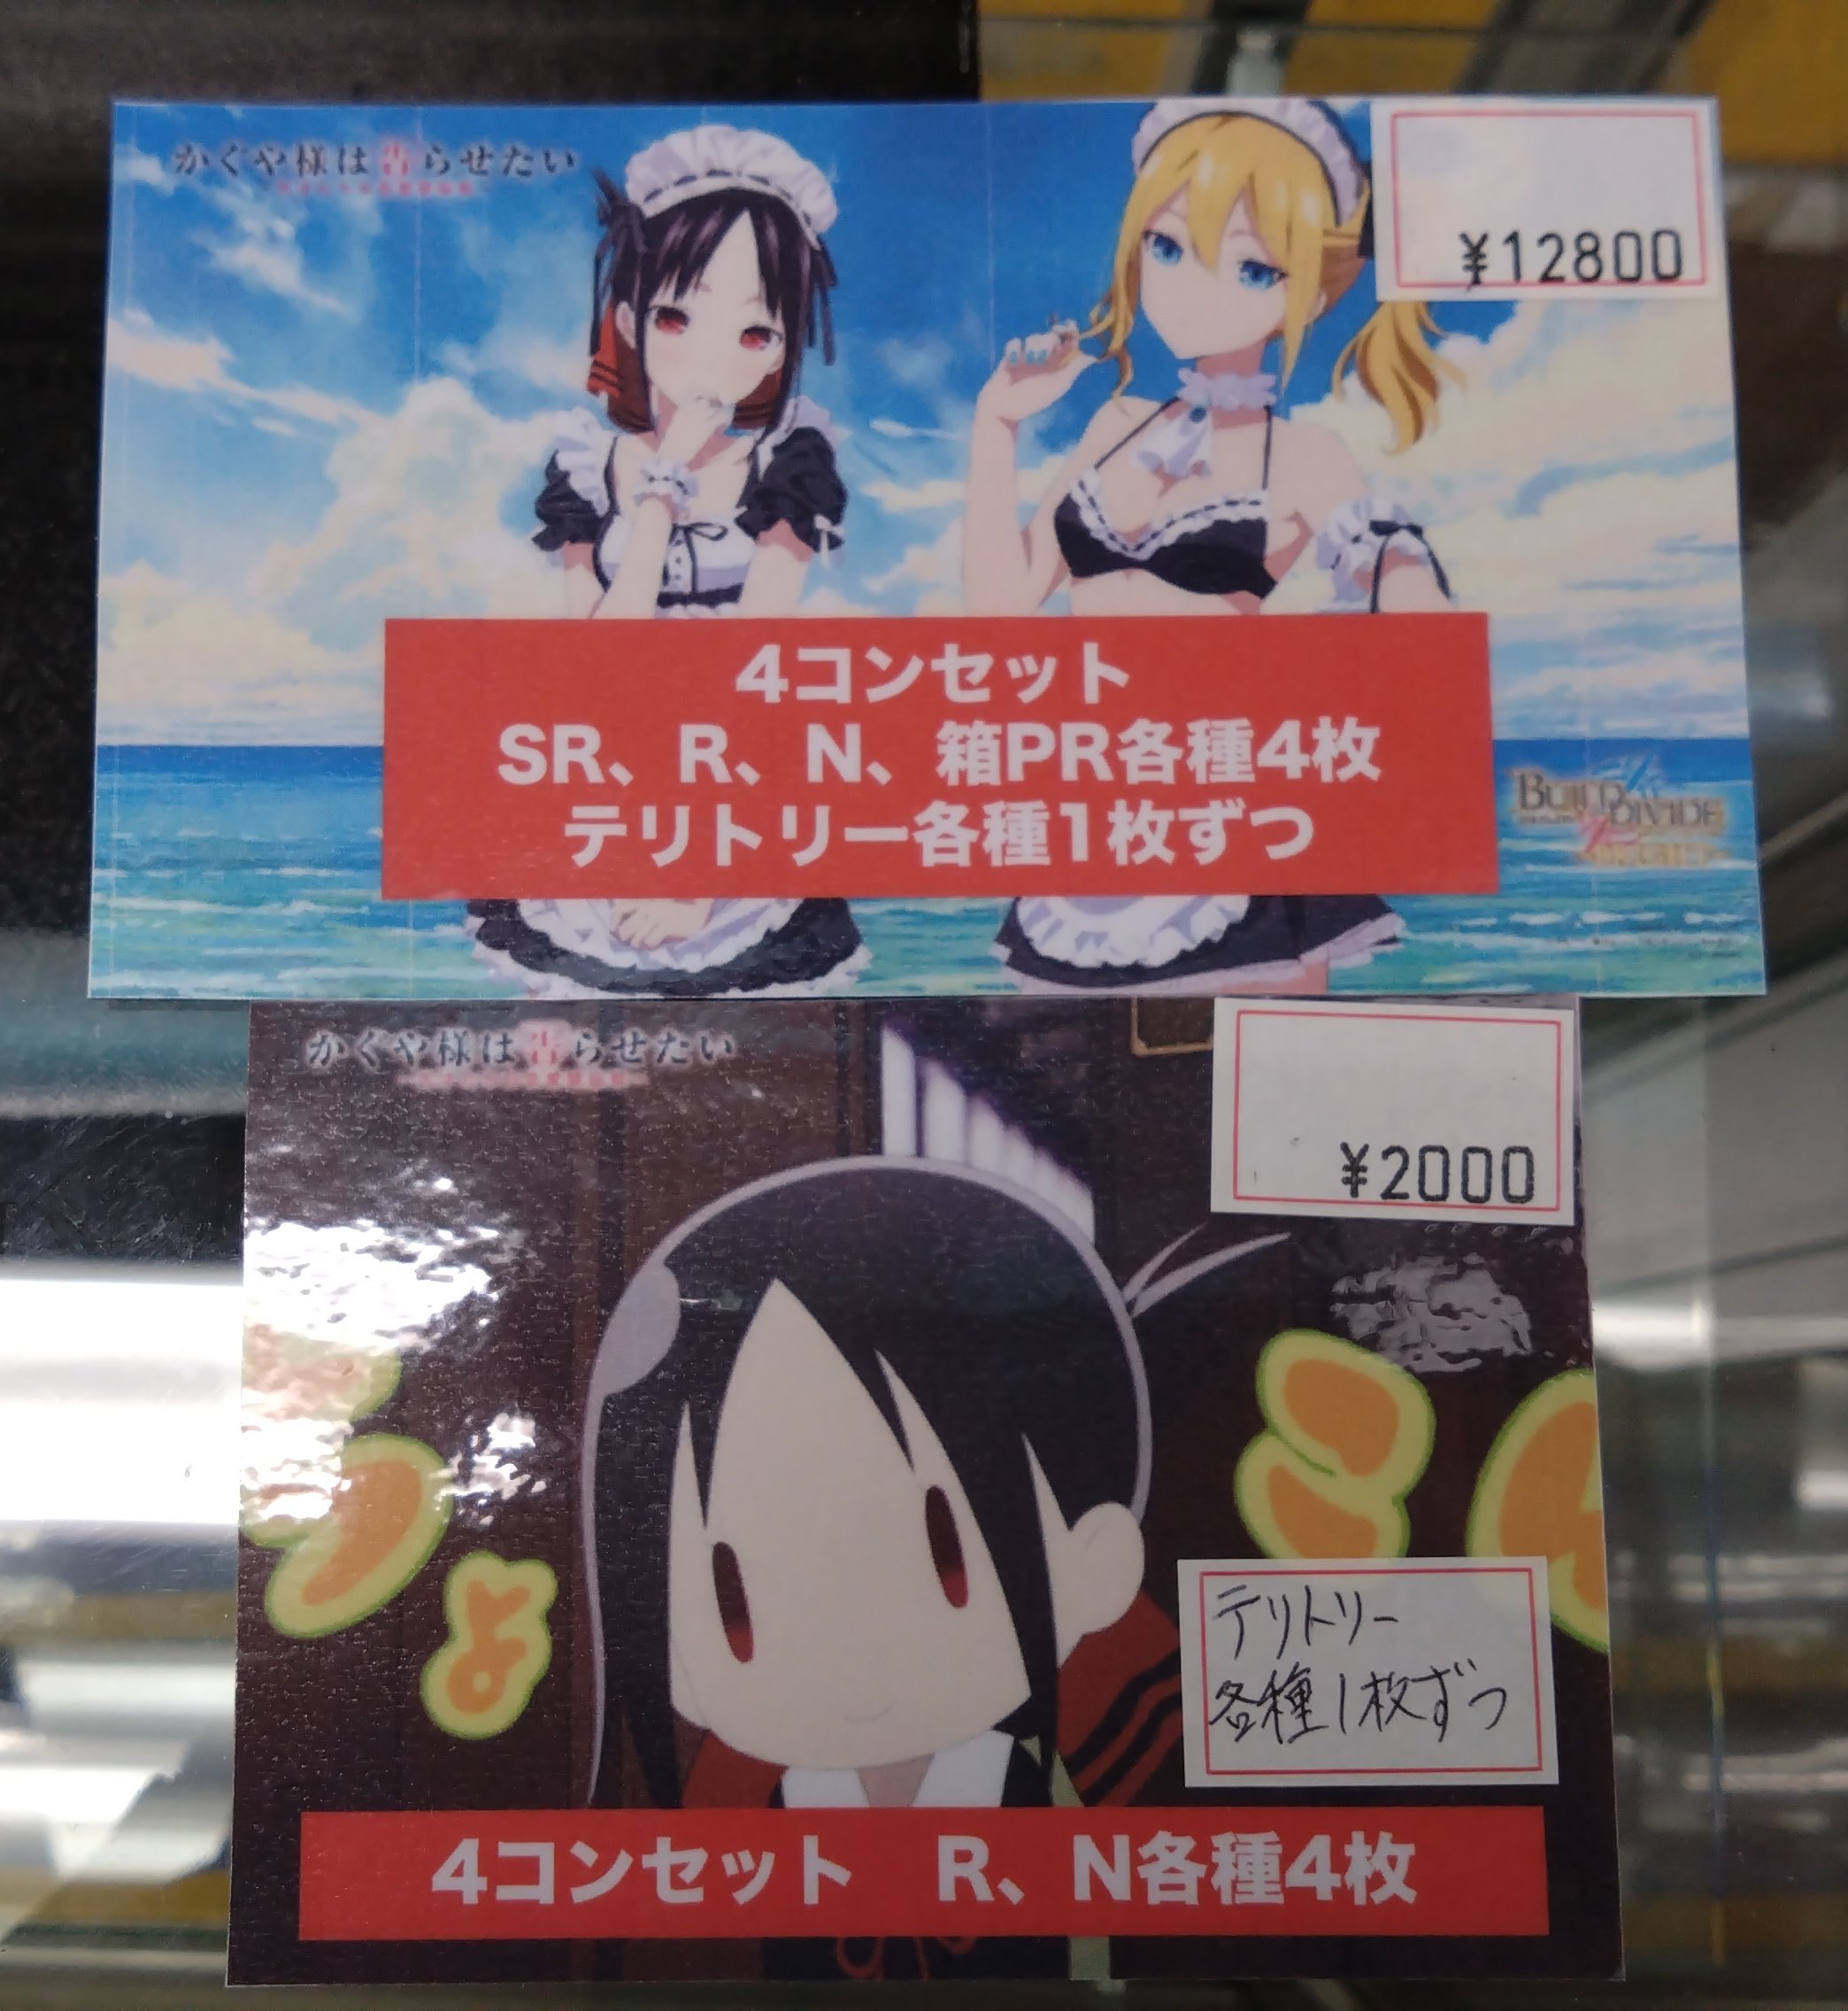 かぐや様は告らせたい
¥12800
4コンセット
SR、R、N、箱PR各種4枚
テリトリー各種1枚ずつ
BUILD DIVIDE
かぐや様は告らせたい
¥2000
テリトリー
各種1枚ずつ
4コンセット R、N各種4枚